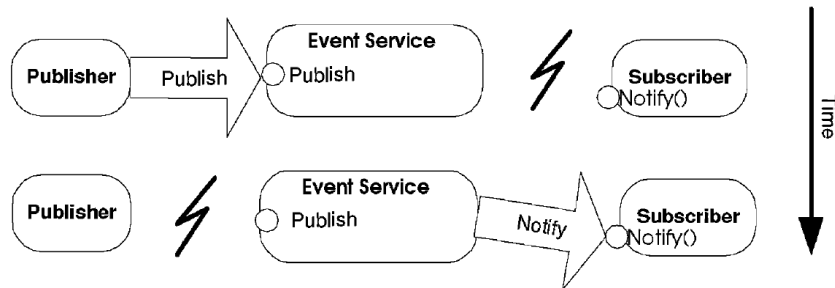 Event Service
Publisher
Publish
Publish
Subscriber
Notify()
Time
Event Service
Publisher
Publish
Notify
Subscriber
Notify()